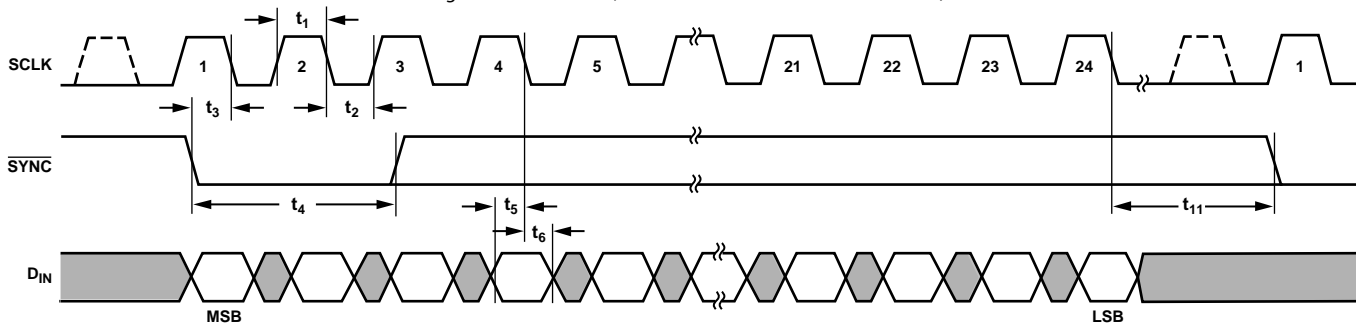 t1
SCLK 1 2 3 4 5 21 22 23 24 1
t3 t2
SYNC
t4 t5 t11
t6
DIN
MSB LSB